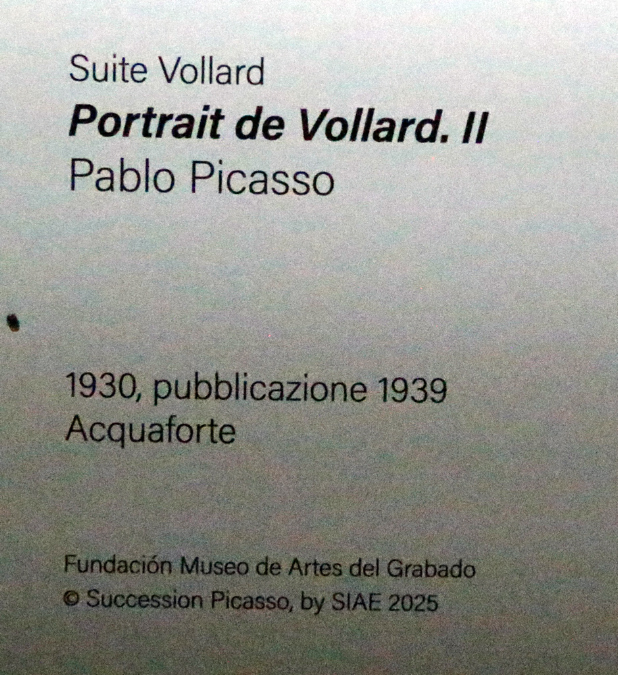 Suite Vollard
Portrait de Vollard. II
Pablo Picasso
1930, pubblicazione 1939
Acquaforte
Fundación Museo de Artes del Grabado
© Succession Picasso, by SIAE 2025